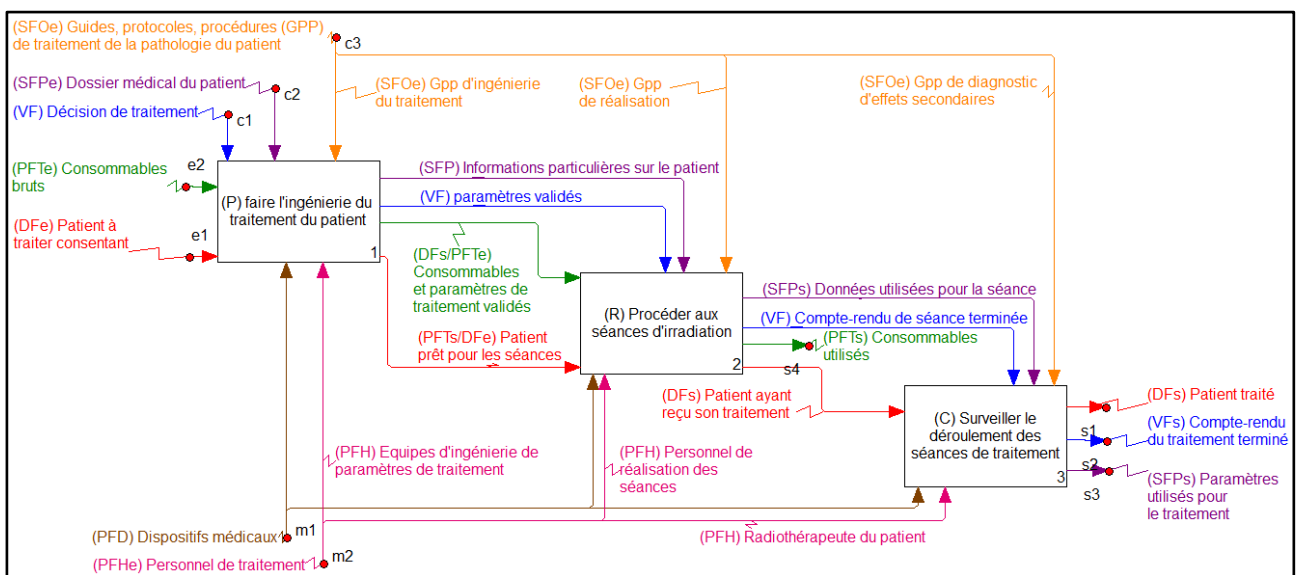 (SFOe) Guides, protocoles, procédures (GPP)
de traitement de la pathologie du patient
c3
(SFPe) Dossier médical du patient
c2
(VF) Décision de traitement
c1
(SFOe) Gpp d'ingénierie
du traitement
(SFOe) Gpp
de réalisation
(SFOe) Gpp de diagnostic
d'effets secondaires
e2
(PFTe) Consommables
bruts
(DFe) Patient à
traiter consentant
e1
(P) faire l'ingénierie du
traitement du patient
1
(SFP) Informations particulières sur le patient
(VF) paramètres validés
(DFs/PFTe)
Consommables
et paramètres de
traitement validés
(PFTs/DFe) Patient
prêt pour les séances
(R) Procéder aux
séances d'irradiation
2
(SFPs) Données utilisées pour la séance
(VF) Compte-rendu de séance terminée
(PFTs) Consommables
utilisés
s4
(DFs) Patient ayant
reçu son traitement
(C) Surveiller le
déroulement des
séances de traitement
3
(DFs) Patient traité
s1
(VFs) Compte-rendu
du traitement terminé
s2
(SFPs) Paramètres
utilisés pour
le traitement
s3
(PFH) Equipes d'ingénierie de
paramètres de traitement
(PFH) Personnel de
réalisation des
séances
(PFD) Dispositifs médicaux
m1
(PFH) Radiothérapeute du patient
(PFHe) Personnel de traitement
m2